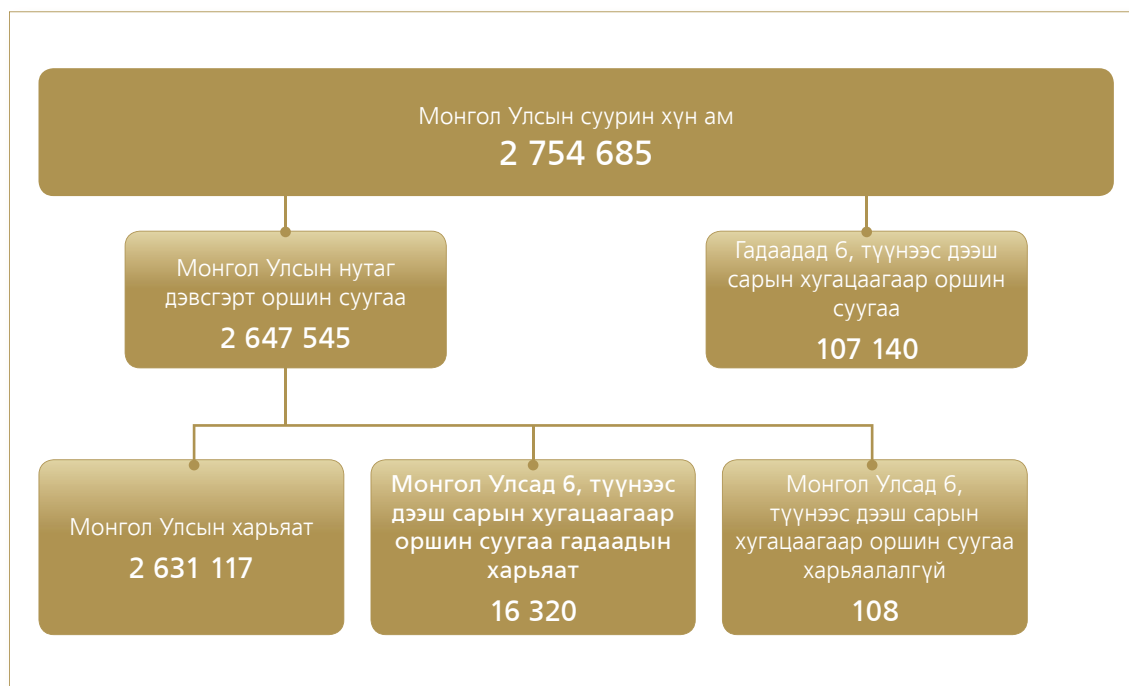 Монгол Улсын суурин хүн ам
2 754 685
Монгол Улсын нутаг
дэвсгэрт оршин суугаа
2 647 545
Гадаадад 6, түүнээс дээш
сарын хугацаагаар оршин
суугаа
107 140
Монгол Улсын харьяат
2 631 117
Монгол Улсад 6, түүнээс
дээш сарын хугацаагаар
оршин суугаа гадаадын
харьяат
16 320
Монгол Улсад 6,
түүнээс дээш сарын
хугацаагаар оршин суугаа
харьяалалгүй
108